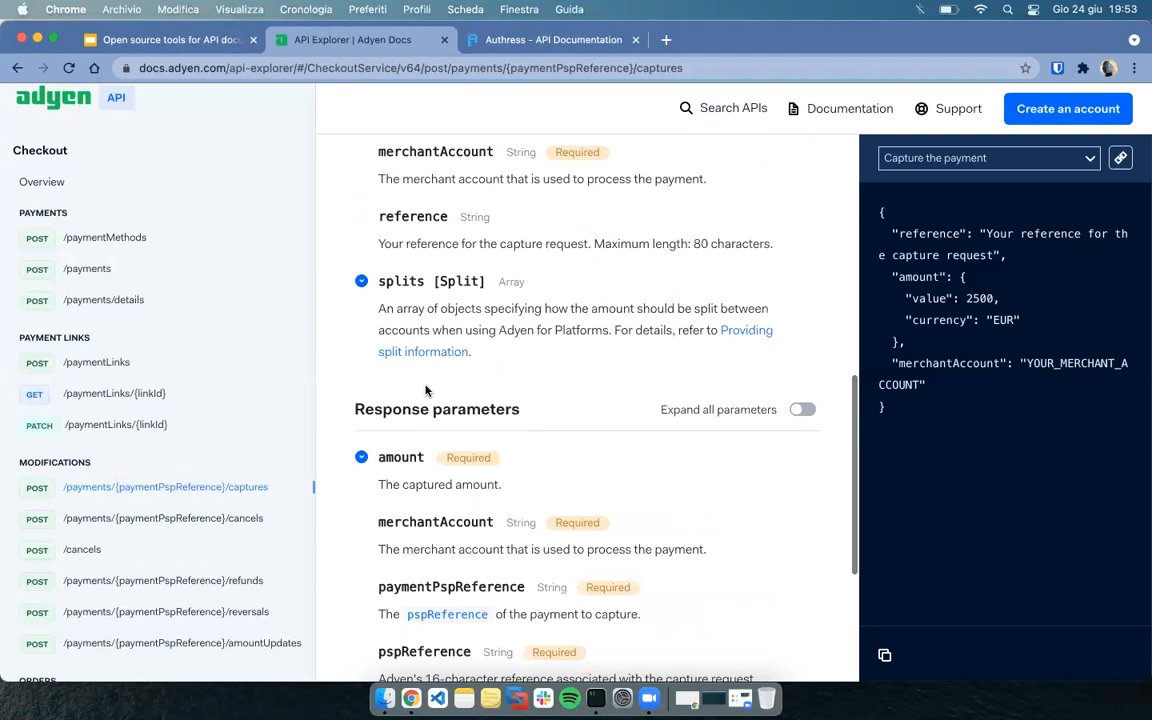 Chrome Archivio Modifica Visualizza Cronologia Preferiti Profili Scheda Finestra Guida Gio 24 giu 19:53
Open source tools for API docu
API Explorer | Adyen Docs
Authress - API Documentation
docs.adyen.com/api-explorer/#/CheckoutService/v64/post/payments/{paymentPspReference}/captures
adyen API
Search APIs Documentation Support Create an account
Checkout
Overview
PAYMENTS
POST /paymentMethods
POST /payments
POST /payments/details
PAYMENT LINKS
POST /paymentLinks
GET /paymentLinks/{linkId}
PATCH /paymentLinks/{linkId}
MODIFICATIONS
POST /payments/{paymentPspReference}/captures
POST /payments/{paymentPspReference}/cancels
POST /cancels
POST /payments/{paymentPspReference}/refunds
POST /payments/{paymentPspReference}/reversals
POST /payments/{paymentPspReference}/amountUpdates
ORDERS
merchantAccount String Required
The merchant account that is used to process the payment.
reference String
Your reference for the capture request. Maximum length: 80 characters.
splits [Split] Array
An array of objects specifying how the amount should be split between
accounts when using Adyen for Platforms. For details, refer to Providing
split information.
Response parameters Expand all parameters
amount Required
The captured amount.
merchantAccount String Required
The merchant account that is used to process the payment.
paymentPspReference String Required
The pspReference of the payment to capture.
pspReference String Required
Adyen's 16-character reference associated with the capture request.
Capture the payment
{
"reference": "Your reference for th
e capture request",
"amount": {
"value": 2500,
"currency": "EUR"
},
"merchantAccount": "YOUR_MERCHANT_A
CCOUNT"
}